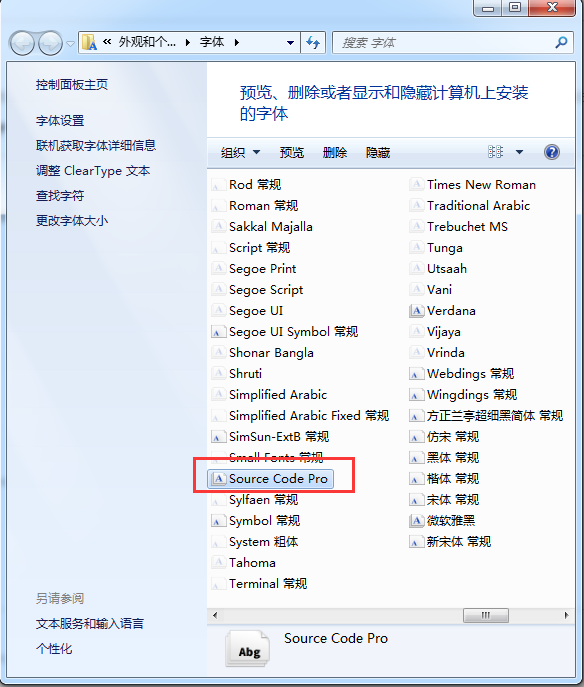 « 外观和个... ▸ 字体 ▸
搜索 字体
控制面板主页
字体设置
联机获取字体详细信息
调整 ClearType 文本
查找字符
更改字体大小
另请参阅
文本服务和输入语言
个性化
预览、删除或者显示和隐藏计算机上安装
的字体
组织 预览 删除 隐藏
Rod 常规
Roman 常规
Sakkal Majalla
Script 常规
Segoe Print
Segoe Script
Segoe UI
Segoe UI Symbol 常规
Shonar Bangla
Shruti
Simplified Arabic
Simplified Arabic Fixed 常规
SimSun-ExtB 常规
Small Fonts 常规
Source Code Pro
Sylfaen 常规
Symbol 常规
System 粗体
Tahoma
Terminal 常规
Times New Roman
Traditional Arabic
Trebuchet MS
Tunga
Utsaah
Vani
Verdana
Vijaya
Vrinda
Webdings 常规
Wingdings 常规
方正兰亭超细黑简体 常规
仿宋 常规
黑体 常规
楷体 常规
宋体 常规
微软雅黑
新宋体 常规
Abg
Source Code Pro